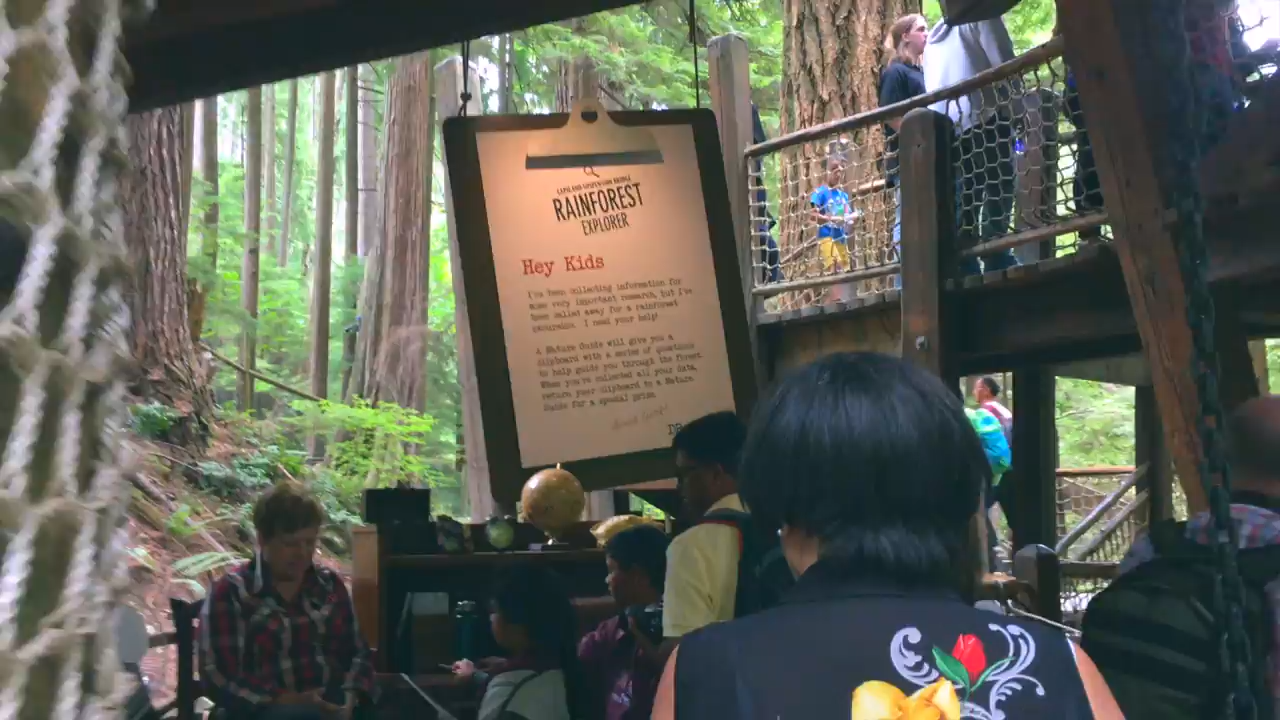 CAPILANO SUSPENSION BRIDGE
RAINFOREST
EXPLORER
Hey Kids
I've been collecting information for
some very important research, but I've
been called away for a rainforest
excursion. I need your help!
A Nature Guide will give you a
clipboard with a series of questions
to help guide you through the forest.
When you've collected all your data,
return your clipboard to a Nature
Guide for a special prize.
DR